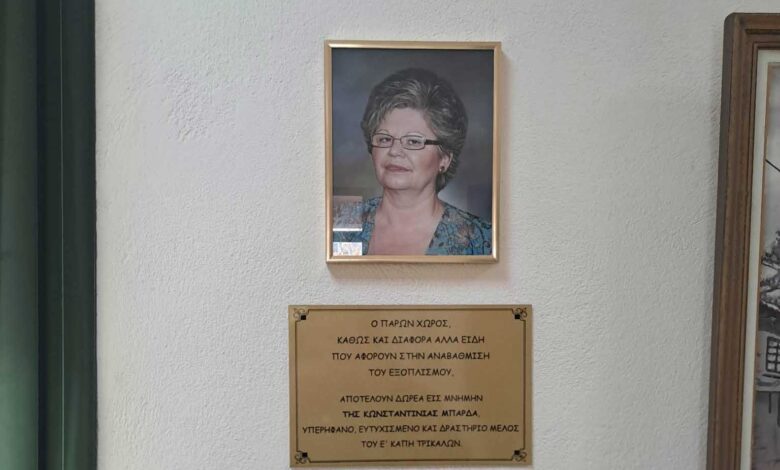 Ο ΠΑΡΩΝ ΧΩΡΟΣ,
ΚΑΘΩΣ ΚΑΙ ΔΙΑΦΟΡΑ ΑΛΛΑ ΕΙΔΗ
ΠΟΥ ΑΦΟΡΟΥΝ ΣΤΗΝ ΑΝΑΒΑΘΜΙΣΗ
ΤΟΥ ΕΞΟΠΛΙΣΜΟΥ,
ΑΠΟΤΕΛΟΥΝ ΔΩΡΕΑ ΕΙΣ ΜΝΗΜΗΝ
ΤΗΣ ΚΩΝΣΤΑΝΤΙΝΙΑΣ ΜΠΑΡΔΑ,
ΥΠΕΡΗΦΑΝΟ, ΕΥΤΥΧΙΣΜΕΝΟ ΚΑΙ ΔΡΑΣΤΗΡΙΟ ΜΕΛΟΣ
ΤΟΥ Ε΄ ΚΑΠΗ ΤΡΙΚΑΛΩΝ.